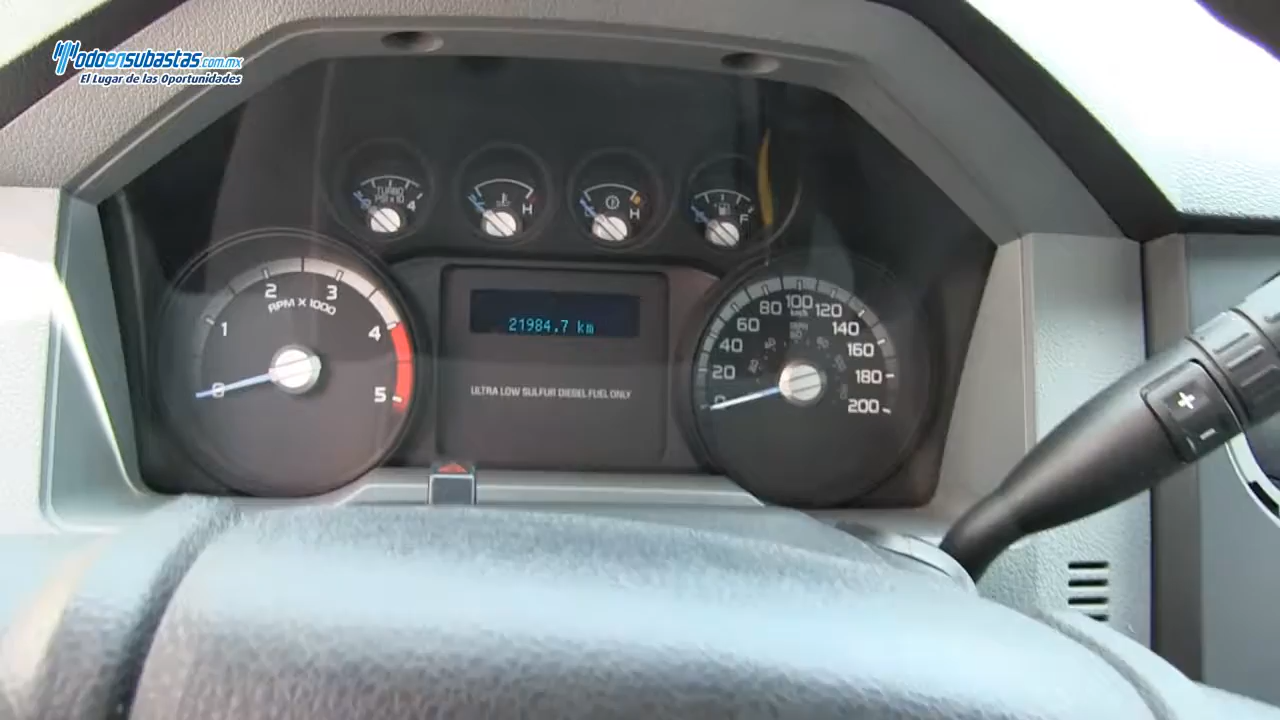 Todoensubastas.com.mx
El Lugar de las Oportunidades
TURBO
PSI x 10
4
H
H
F
1
2
3
4
5
0
RPM X 1000
21984.7 km
ULTRA LOW SULFUR DIESEL FUEL ONLY
0
20
40
60
80
100
120
140
160
180
200
km/h